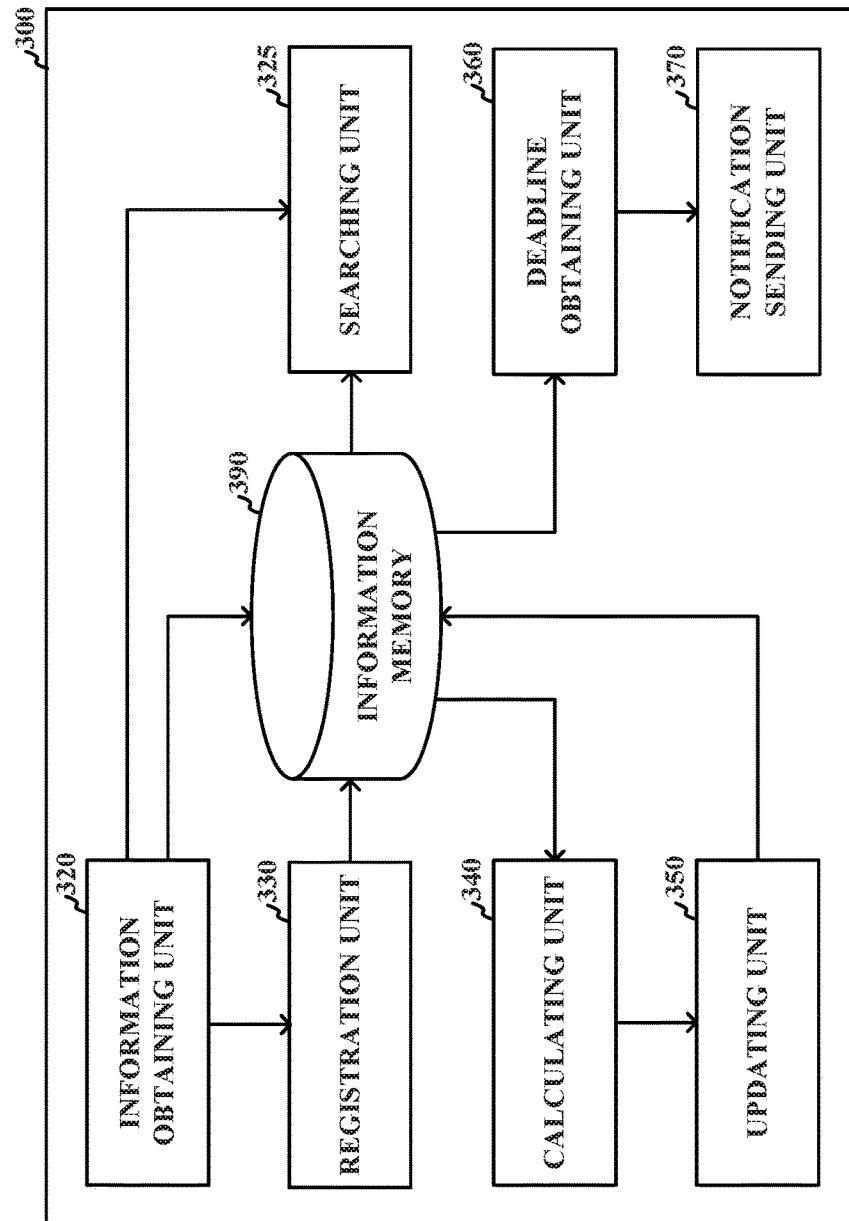 300
320
INFORMATION
OBTAINING UNIT
325
SEARCHING UNIT
330
REGISTRATION UNIT
390
INFORMATION
MEMORY
340
CALCULATING UNIT
360
DEADLINE
OBTAINING UNIT
350
UPDATING UNIT
370
NOTIFICATION
SENDING UNIT